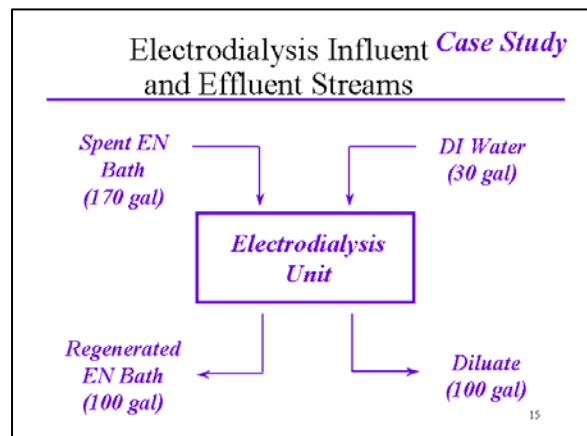 Electrodialysis Influent Case Study
and Effluent Streams
Spent EN
Bath
(170 gal)
DI Water
(30 gal)
Electrodialysis
Unit
Regenerated
EN Bath
(100 gal)
Diluate
(100 gal)
15